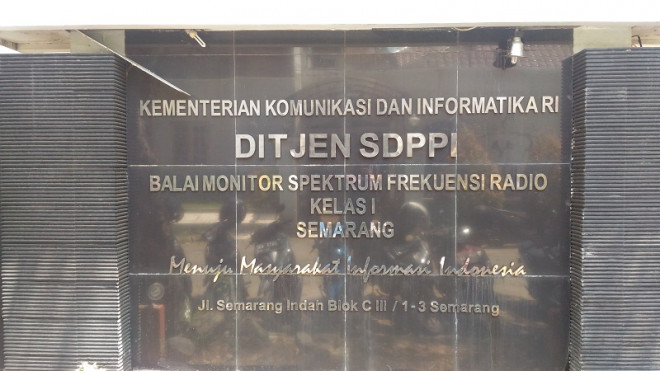 KEMENTERIAN KOMUNIKASI DAN INFORMATIKA RI
DITJEN SDPPI
BALAI MONITOR SPEKTRUM FREKUENSI RADIO
KELAS I
SEMARANG
Menuju Masyarakat Informasi Indonesia
Jl. Semarang Indah Blok C III / 1-3 Semarang